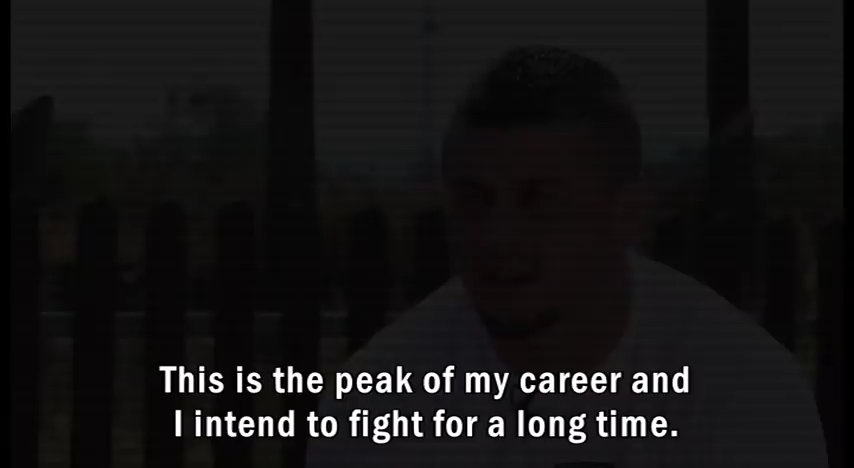 This is the peak of my career and
I intend to fight for a long time.